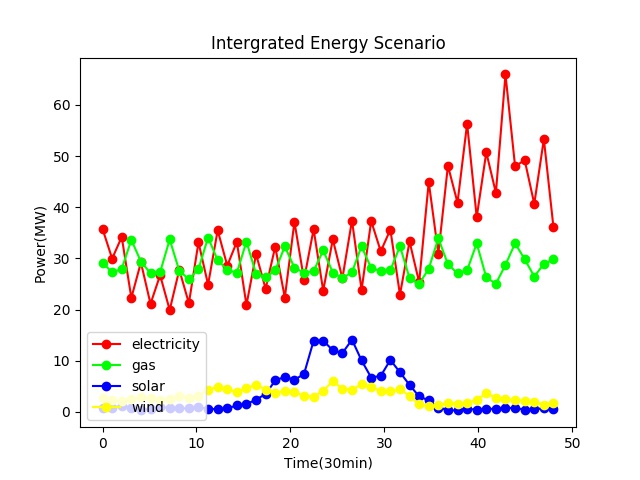 Intergrated Energy Scenario
Power(MW)
60
50
40
30
20
10
0
electricity
gas
solar
wind
0 10 20 30 40 50
Time(30min)